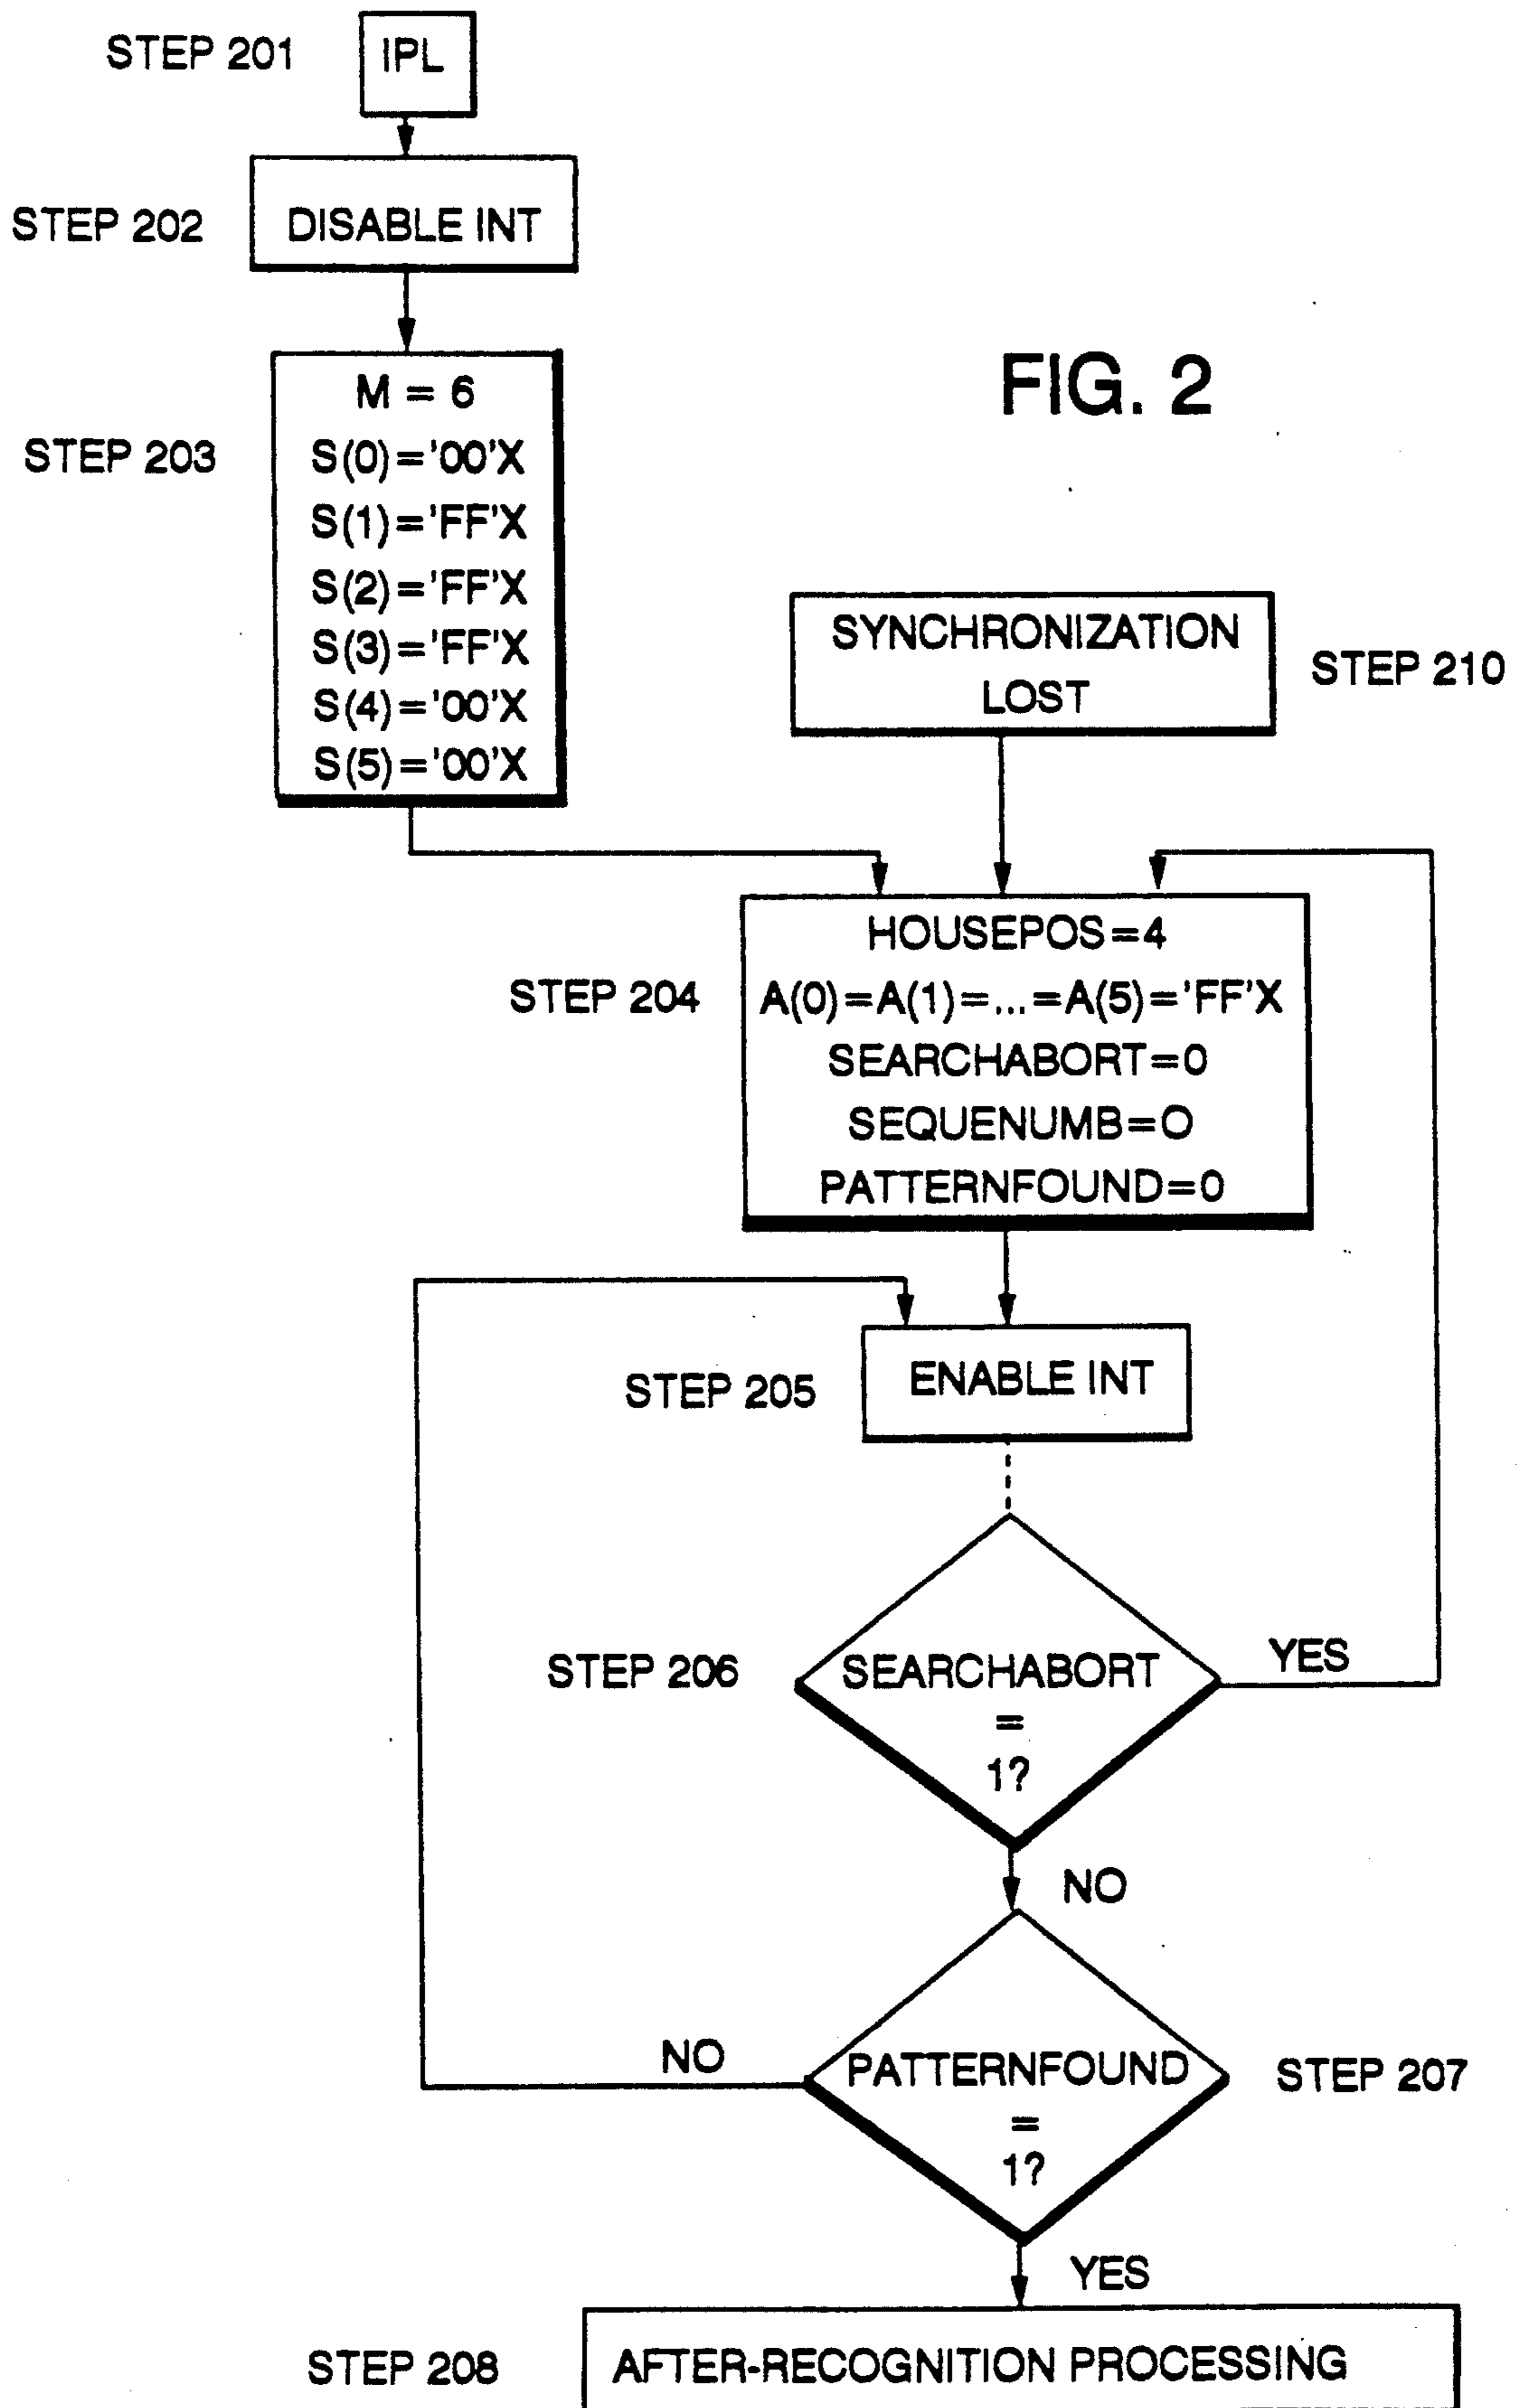 STEP 201
IPL
STEP 202
DISABLE INT
STEP 203
M = 6
S(0)='00'X
S(1)='FF'X
S(2)='FF'X
S(3)='FF'X
S(4)='00'X
S(5)='00'X
FIG. 2
SYNCHRONIZATION
LOST
STEP 210
STEP 204
HOUSEPOS=4
A(0)=A(1)=...=A(5)='FF'X
SEARCHABORT=0
SEQUENUMB=O
PATTERNFOUND=0
STEP 205
ENABLE INT
STEP 206
SEARCHABORT
=
1?
YES
NO
NO
PATTERNFOUND
=
1?
STEP 207
YES
STEP 208
AFTER-RECOGNITION PROCESSING